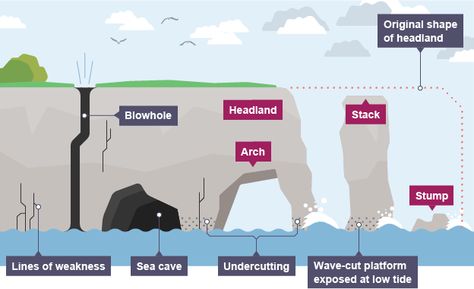 Original shape
of headland
Blowhole
Headland
Stack
Arch
Stump
Lines of weakness
Sea cave
Undercutting
Wave-cut platform
exposed at low tide